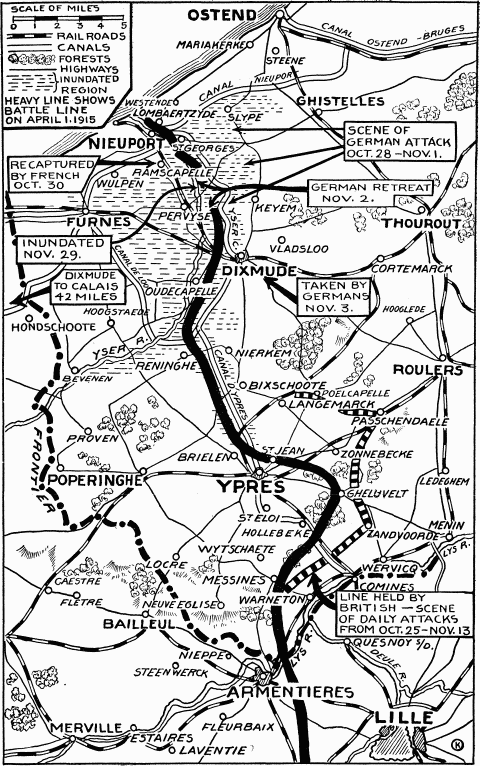 SCALE OF MILES
0 1 2 3 4 5
RAILROADS
CANALS
FORESTS
HIGHWAYS
INUNDATED
REGION
HEAVY LINE SHOWS
BATTLE LINE
ON APRIL 1.1915
OSTEND
MARIAKERKE
CANAL OSTEND-BRUGES
STEENE
CANAL NIEUPORT
GHISTELLES
WESTENDE
LOMBAERTZYDE
SLYPE
NIEUPORT
ST GEORGES
SCENE OF
GERMAN ATTACK
OCT. 28-NOV. 1.
RECAPTURED
BY FRENCH
OCT. 30
RAMSCAPELLE
WULPEN
GERMAN RETREAT
NOV. 2.
PERVYSE
KEYEM
YSER C.
FURNES
THOUROUT
INUNDATED
NOV. 29.
VLADSLOO
DIXMUDE
CORTEMARCK
DIXMUDE
TO CALAIS
42 MILES
OUDECAPELLE
TAKEN BY
GERMANS
NOV. 3.
HOOGSTAEDE
HOOGLEDE
HONDSCHOOTE
YSER R.
NIERKEM
RENINGHE
CANAL D'YPRES
ROULERS
BEVENEN
BIXSCHOOTE
POELCAPELLE
LANGEMARCK
PASSCHENDAELE
FRONTIER
PROVEN
BRIELEN
ST JEAN
ZONNEBECKE
POPERINGHE
YPRES
LEDEGHEM
GHELUVELT
ST ELOI
HOLLEBEKE
ZANDVOORDE
MENIN
LYS R.
WYTSCHAETE
LOCRE
WERVICQ
CAESTRE
MESSINES
COMINES
FLETRE
NEUVE EGLISE
WARNETON
BAILLEUL
LINE HELD BY
BRITISH - SCENE
OF DAILY ATTACKS
FROM OCT. 25-NOV. 13
NIEPPE
LYS R.
QUESNOY S/D.
DEULE R.
STEENWERCK
ARMENTIERES
MERVILLE
FLEURBAIX
LILLE
ESTAIRES
LAVENTIE
K